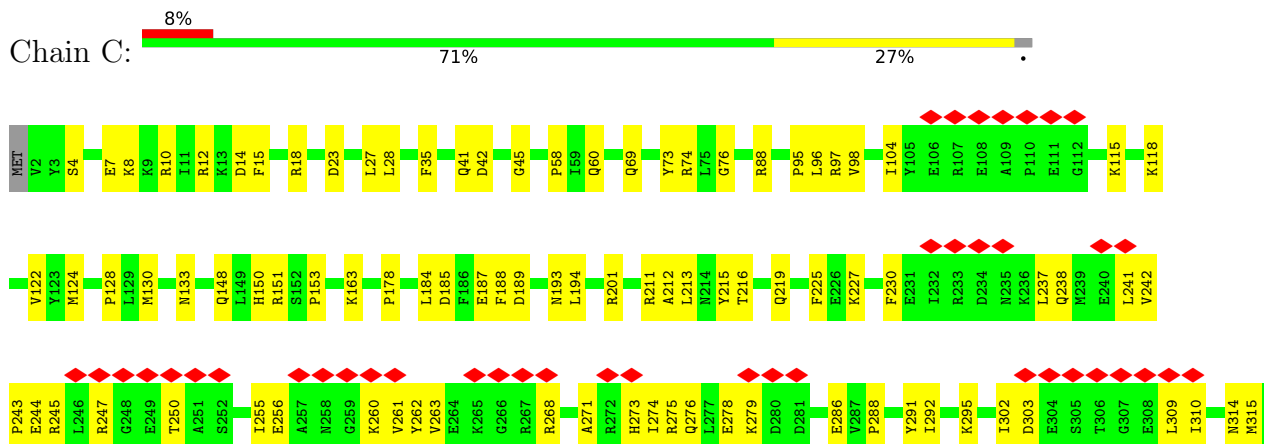 8%
Chain C:
71% 27% .
MET V2 Y3 S4 E7 K8 K9 R10 I11 R12 K13 D14 F15 R18 D23 L27 L28 F35 Q41 D42 G45 P58 I59 Q60 Q69 Y73 R74 L75 G76 R88 P95 L96 R97 V98 I104 Y105 E106 R107 E108 A109 P110 E111 G112 K115 K118
V122 Y123 M124 P128 L129 M130 N133 Q148 L149 H150 R151 S152 P153 K163 P178 L184 D185 F186 E187 F188 D189 N193 L194 R201 R211 A212 L213 N214 Y215 T216 Q219 F225 E226 K227 F230 E231 I232 R233 D234 N235 K236 L237 Q238 M239 E240 L241 V242
P243 E244 R245 L246 R247 G248 E249 T250 A251 S252 I255 E256 A257 N258 G259 K260 V261 Y262 V263 E264 K265 G266 R267 R268 A271 R272 H273 I274 R275 Q276 L277 E278 K279 D280 D281 E286 V287 P288 Y291 I292 K295 I302 D303 E304 S305 T306 G307 E308 L309 I310 N314 M315